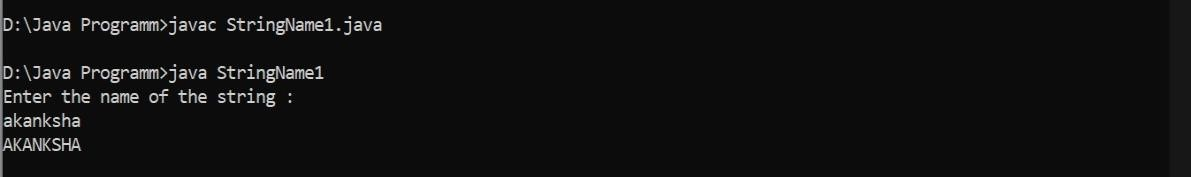 D:\Java Programm>javac StringName1.java
D:\Java Programm>java StringName1
Enter the name of the string :
akanksha
AKANKSHA